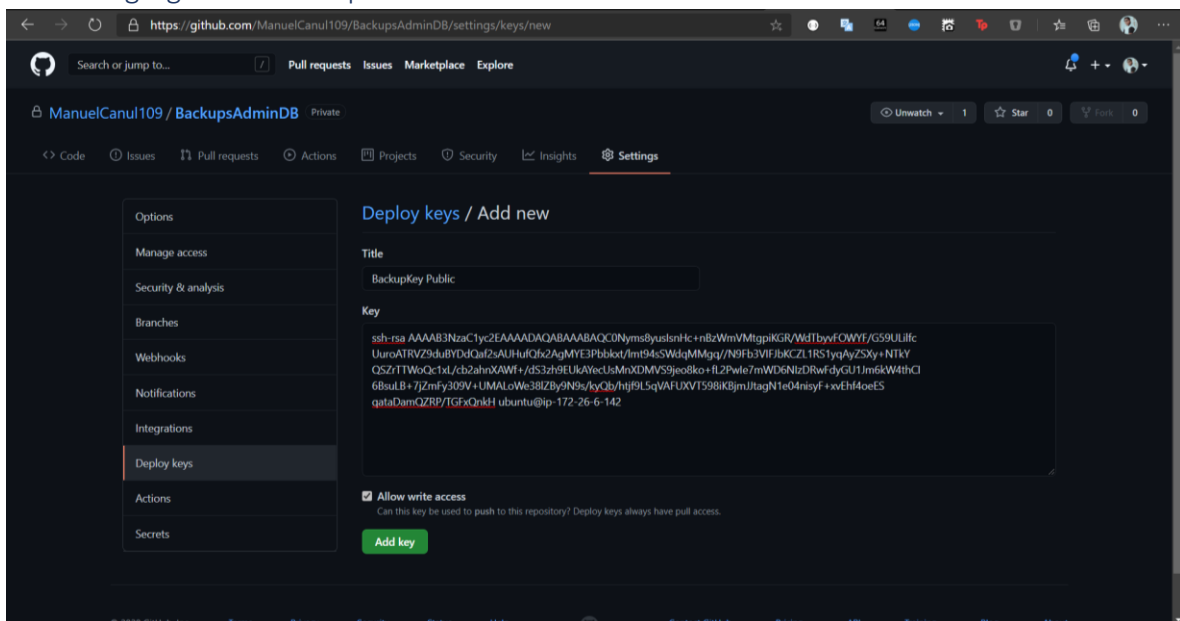 https://github.com/ManuelCanul109/BackupsAdminDB/settings/keys/new
Search or jump to... / Pull requests Issues Marketplace Explore
ManuelCanul109 / BackupsAdminDB Private
Unwatch 1 Star 0 Fork 0
Code Issues Pull requests Actions Projects Security Insights Settings
Options
Manage access
Security & analysis
Branches
Webhooks
Notifications
Integrations
Deploy keys
Actions
Secrets
Deploy keys / Add new
Title
BackupKey Public
Key
ssh-rsa AAAAB3NzaC1yc2EAAAADAQABAAABAQC0Nyms8yuslsnHc+nBzWmVMtgpiKGR/WdTbyvFOWYF/G59ULilfc
UuroATRVZ9duBYDdQaf2sAUHufQfx2AgMYE3Pbbkxt/lmt94sSWdqMMgq//N9Fb3VIFJbKCZL1RS1yqAyZSXy+NTkY
QSZrTTWoQc1xL/cb2ahnXAWf+/dS3zh9EUkAYecUsMnXDMVS9jeo8ko+fL2Pwle7mWD6NIzDRwFdyGU1Jm6kW4thCl
6BsuLB+7jZmFy309V+UMALoWe38IZBy9N9s/kyQb/htjf9L5qVAFUXVT598iKBjmJJtagN1e04nisyF+xvEhf4oeES
qataDamQZRP/TGFxQnkH ubuntu@ip-172-26-6-142
Allow write access
Can this key be used to push to this repository? Deploy keys always have pull access.
Add key